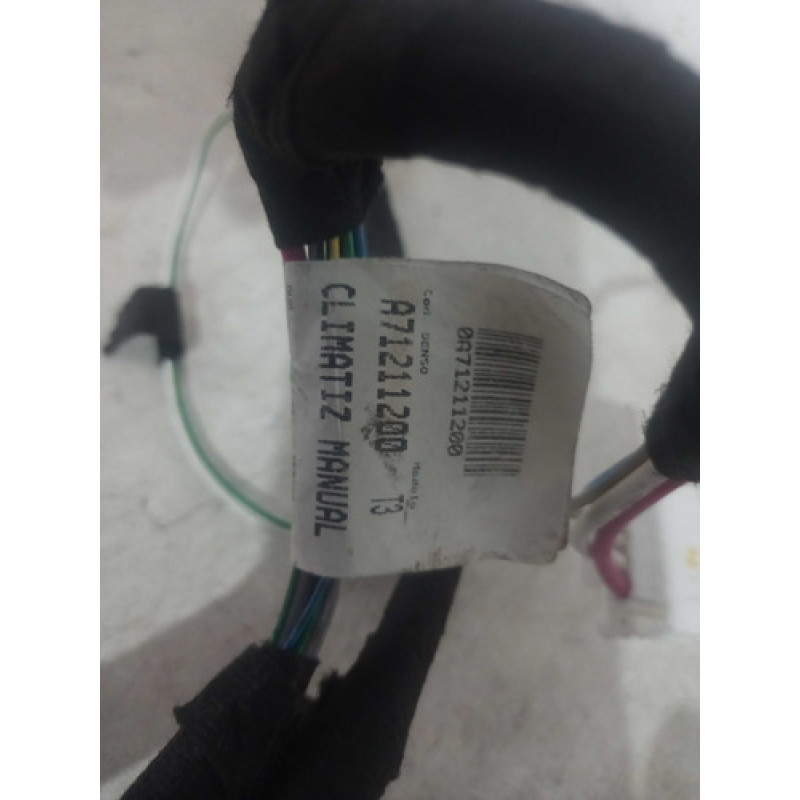 0A71211200
Cod. DENSO
A71211200
T3
CLIMATIZ MANUAL